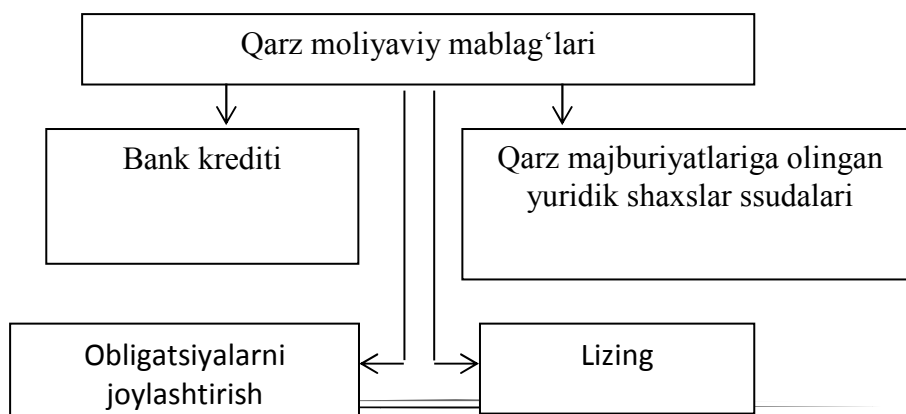 Qarz moliyaviy mablag‘lari
Bank krediti
Qarz majburiyatlariga olingan
yuridik shaxslar ssudalari
Obligatsiyalarni
joylashtirish
Lizing